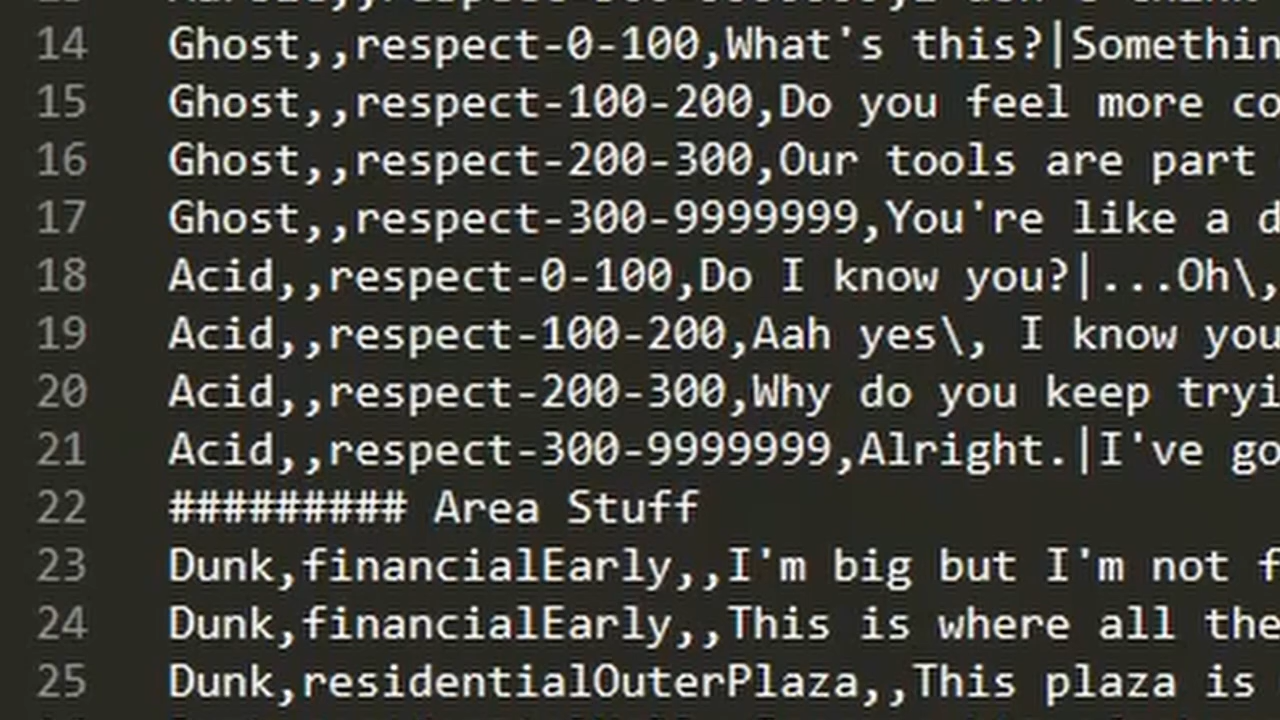 14 Ghost,,respect-0-100,What's this?|Somethin
15 Ghost,,respect-100-200,Do you feel more co
16 Ghost,,respect-200-300,Our tools are part
17 Ghost,,respect-300-9999999,You're like a d
18 Acid,,respect-0-100,Do I know you?|...Oh\,
19 Acid,,respect-100-200,Aah yes\, I know you
20 Acid,,respect-200-300,Why do you keep tryi
21 Acid,,respect-300-9999999,Alright.|I've go
22 ######### Area Stuff
23 Dunk,financialEarly,,I'm big but I'm not f
24 Dunk,financialEarly,,This is where all the
25 Dunk,residentialOuterPlaza,,This plaza is